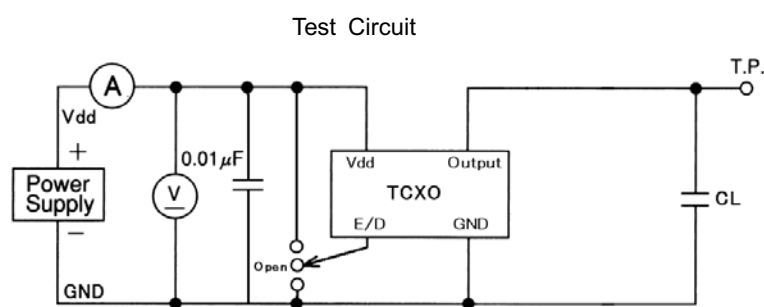 Test Circuit
T.P.
A
Vdd
+
0.01μF
Vdd
Output
Power
Supply
V
TCXO
CL
E/D
GND
−
Open
GND